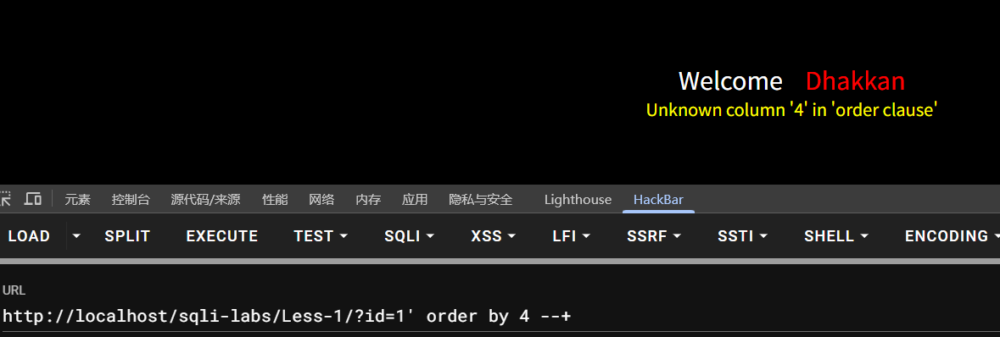 Welcome Dhakkan
Unknown column '4' in 'order clause'
元素 控制台 源代码/来源 性能 网络 内存 应用 隐私与安全 Lighthouse HackBar
LOAD SPLIT EXECUTE TEST SQLI XSS LFI SSRF SSTI SHELL ENCODING
URL
http://localhost/sqli-labs/Less-1/?id=1' order by 4 --+